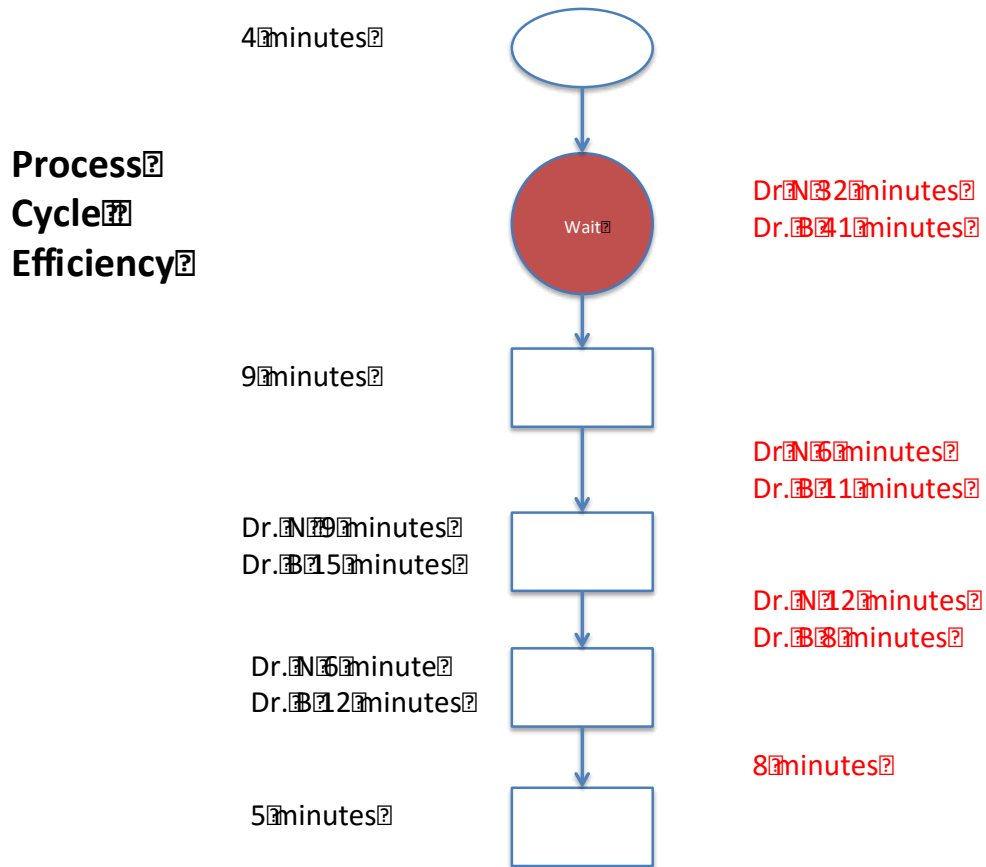 4 minutes
Process
Cycle
Efficiency
Wait
Dr N 32 minutes
Dr. B 41 minutes
9 minutes
Dr N 6 minutes
Dr. B 11 minutes
Dr. N 9 minutes
Dr. B 15 minutes
Dr. N 12 minutes
Dr. B 8 minutes
Dr. N 6 minute
Dr. B 12 minutes
8 minutes
5 minutes